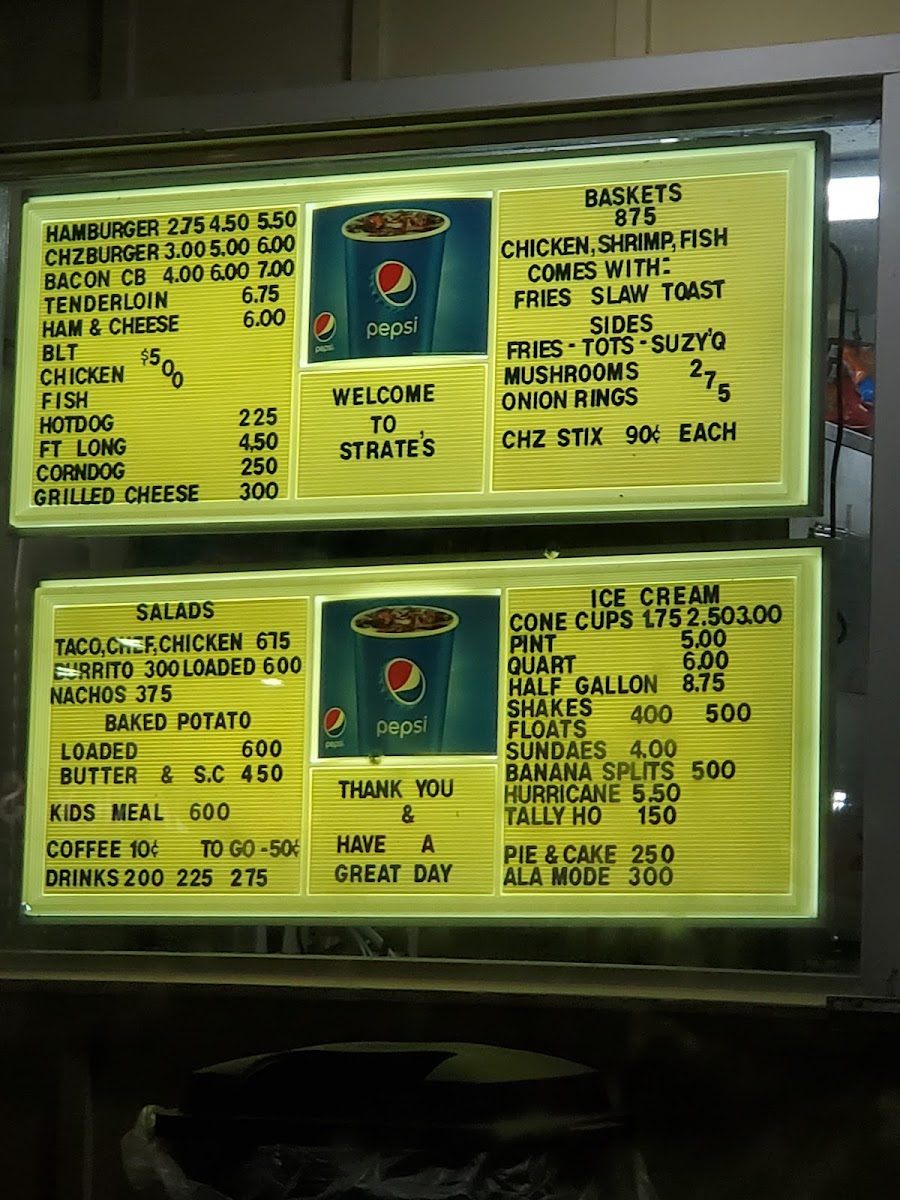 HAMBURGER 2.75 4.50 5.50
CHZBURGER 3.00 5.00 6.00
BACON CB 4.00 6.00 7.00
TENDERLOIN 6.75
HAM & CHEESE 6.00
BLT
CHICKEN $500
FISH
HOTDOG 225
FT LONG 4.50
CORNDOG 250
GRILLED CHEESE 300
pepsi
pepsi
WELCOME
TO
STRATE'S
BASKETS
875
CHICKEN, SHRIMP, FISH
COMES WITH:
FRIES SLAW TOAST
SIDES
FRIES - TOTS - SUZY'Q
MUSHROOMS 275
ONION RINGS
CHZ STIX 90¢ EACH
SALADS
TACO, CHEF, CHICKEN 675
BURRITO 300 LOADED 600
NACHOS 375
BAKED POTATO
LOADED 600
BUTTER & S.C 450
KIDS MEAL 600
COFFEE 10¢ TO GO -50¢
DRINKS 200 225 275
pepsi
pepsi
THANK YOU
&
HAVE A
GREAT DAY
ICE CREAM
CONE CUPS 1.75 2.50 3.00
PINT 5.00
QUART 6.00
HALF GALLON 8.75
SHAKES 400 500
FLOATS
SUNDAES 4.00
BANANA SPLITS 500
HURRICANE 5.50
TALLY HO 150
PIE & CAKE 250
ALA MODE 300